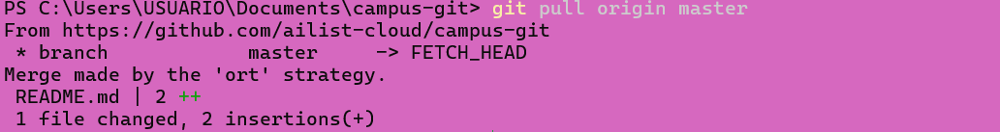 PS C:\Users\USUARIO\Documents\campus-git> git pull origin master
From https://github.com/ailist-cloud/campus-git
 * branch            master     -> FETCH_HEAD
Merge made by the 'ort' strategy.
 README.md | 2 ++
 1 file changed, 2 insertions(+)